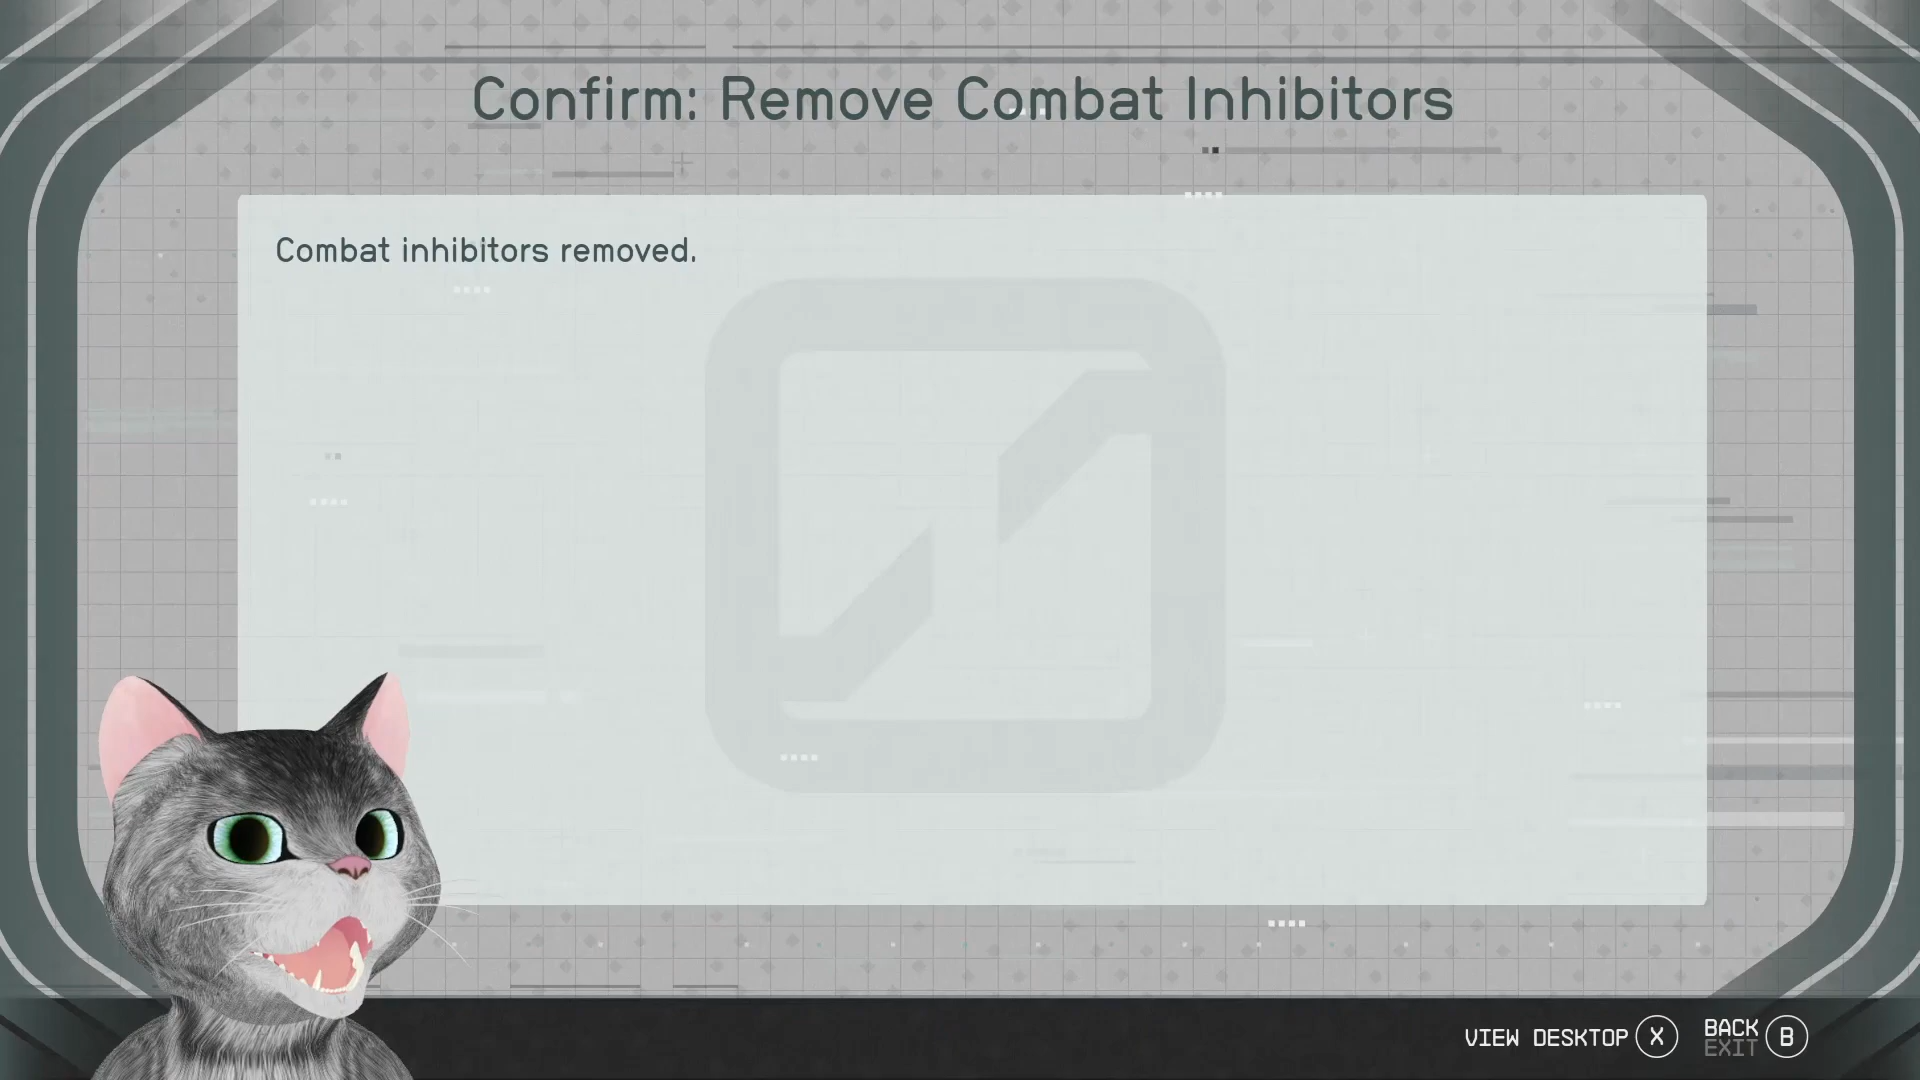 Confirm: Remove Combat Inhibitors
Combat inhibitors removed.
VIEW DESKTOP X
BACK B
EXIT